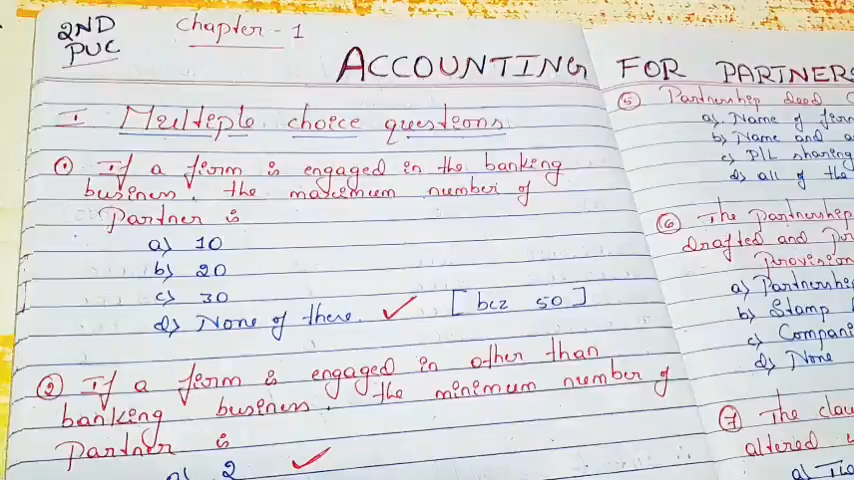 2ND
PUC
Chapter - 1
ACCOUNTING FOR PARTNERS
I Multiple choice questions
① If a firm is engaged in the banking
business. the maximum number of
Partner is
a) 10
b) 20
c) 30
d) None of there. ✓ [bcz 50]
② If a firm is engaged in other than
banking business. the minimum number of
Partner is
a) 2 ✓
⑤ Partnership deed
a). Name of firm
b) Name and a
c) P/L sharing
d) all of the
⑥ The Partnership
drafted and
Provision
a) Partnershi
b) Stamp
c) Compani
d) None
⑦ The clau
altered
a)